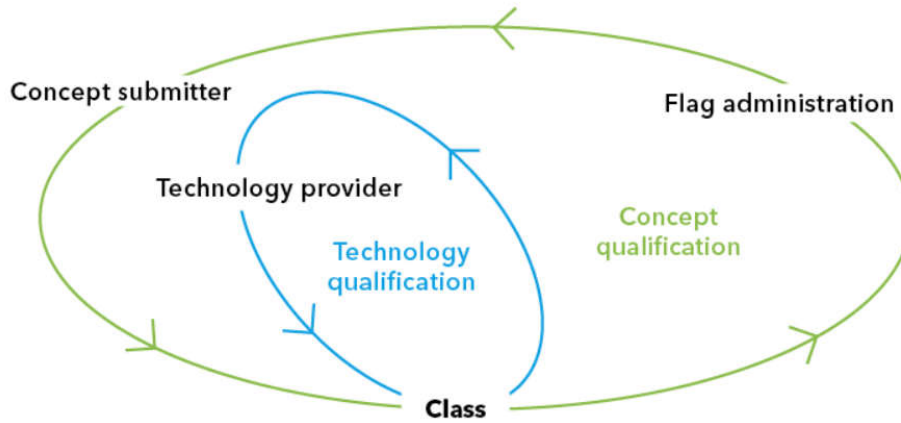 Concept submitter
Flag administration
Technology provider
Concept
qualification
Technology
qualification
Class